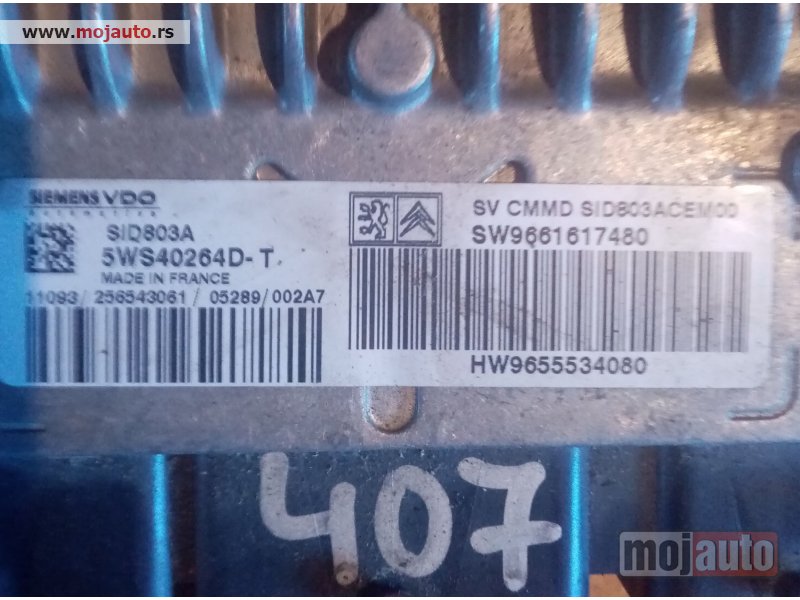 www.mojauto.rs
SIEMENS VDO
Automotive
SID803A
5WS40264D-T
MADE IN FRANCE
11093/256543061/05289/002A7
SV CMMD SID803ACEM00
SW9661617480
HW9655534080
407
mojauto